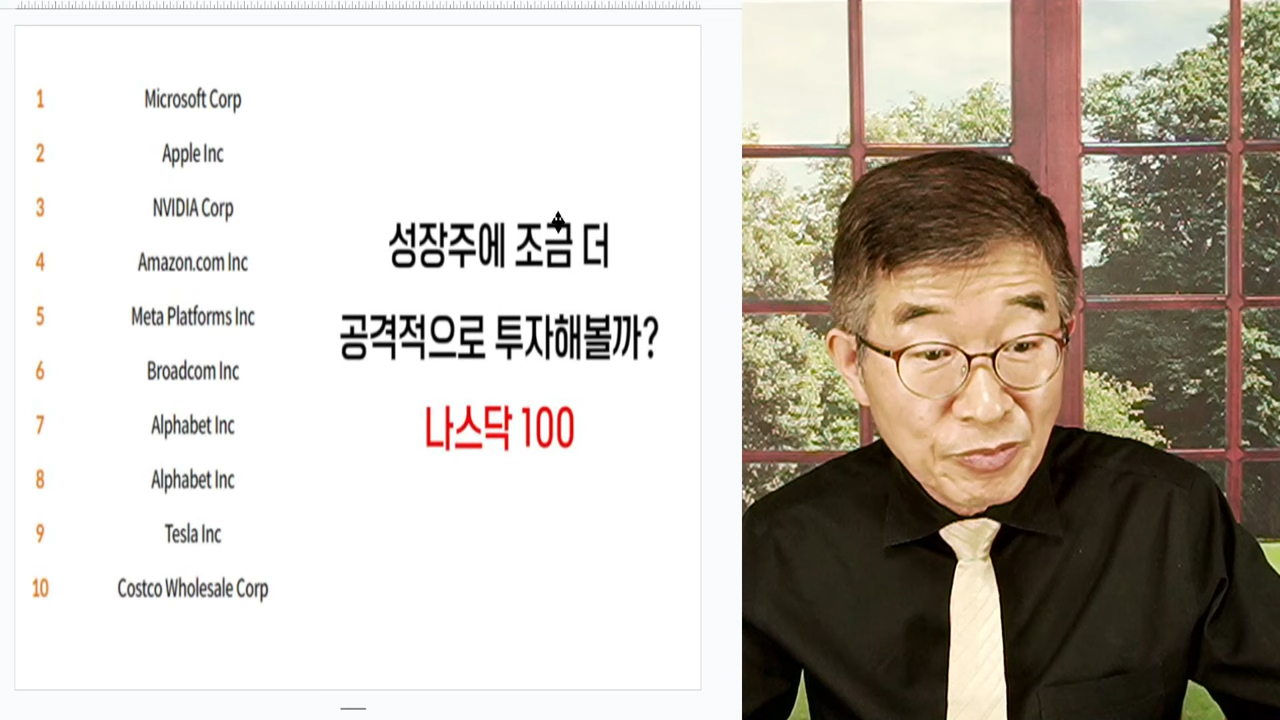 1 Microsoft Corp
2 Apple Inc
3 NVIDIA Corp
4 Amazon.com Inc
5 Meta Platforms Inc
6 Broadcom Inc
7 Alphabet Inc
8 Alphabet Inc
9 Tesla Inc
10 Costco Wholesale Corp
성장주에 조금 더
공격적으로 투자해볼까?
나스닥 100